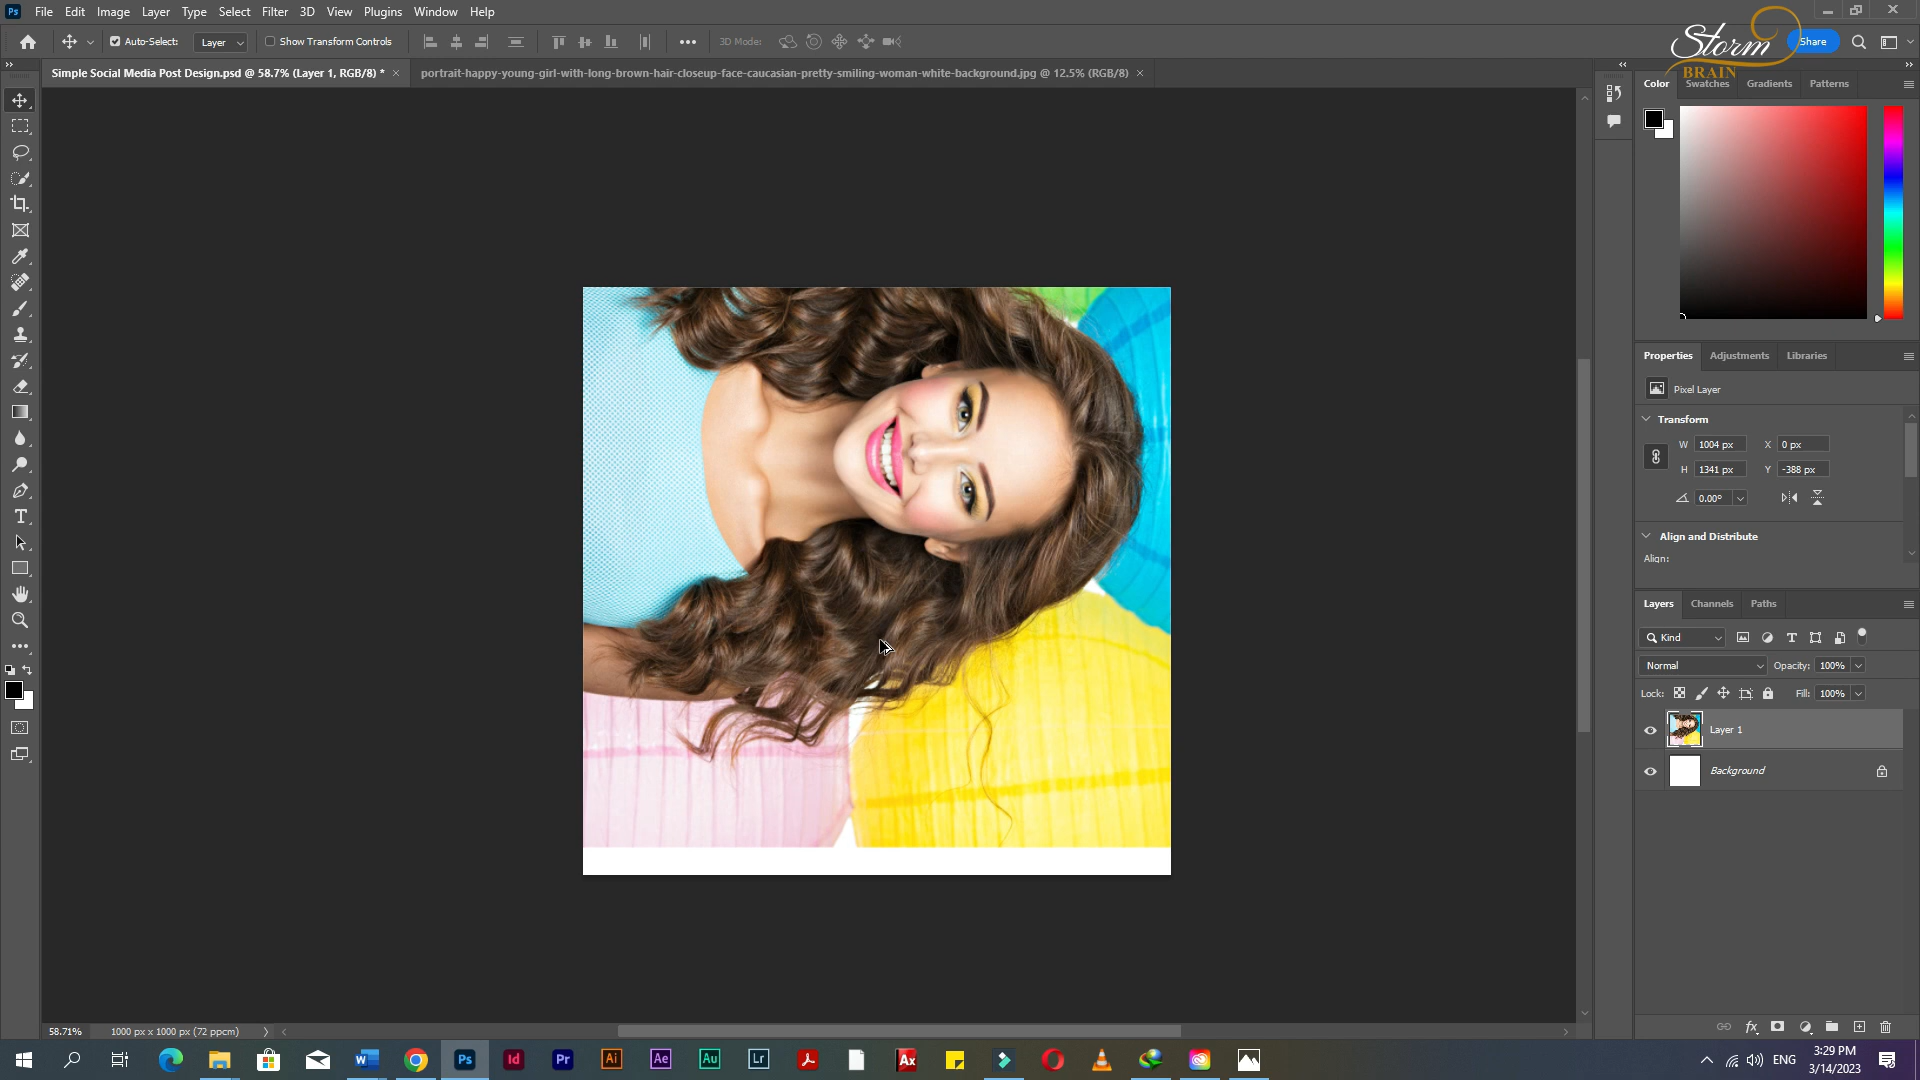 File Edit Image Layer Type Select Filter 3D View Plugins Window Help
Auto-Select: Layer Show Transform Controls 3D Mode: Share
Storm
BRAIN
Simple Social Media Post Design.psd @ 58.7% (Layer 1, RGB/8) *
portrait-happy-young-girl-with-long-brown-hair-closeup-face-caucasian-pretty-smiling-woman-white-background.jpg @ 12.5% (RGB/8)
Color Swatches Gradients Patterns
Properties Adjustments Libraries
Pixel Layer
Transform
W 1004 px X 0 px
H 1341 px Y -388 px
0.00°
Align and Distribute
Align:
Layers Channels Paths
Kind
Normal Opacity: 100%
Lock: Fill: 100%
Layer 1
Background
58.71% 1000 px x 1000 px (72 ppcm)
ENG
3:29 PM
3/14/2023